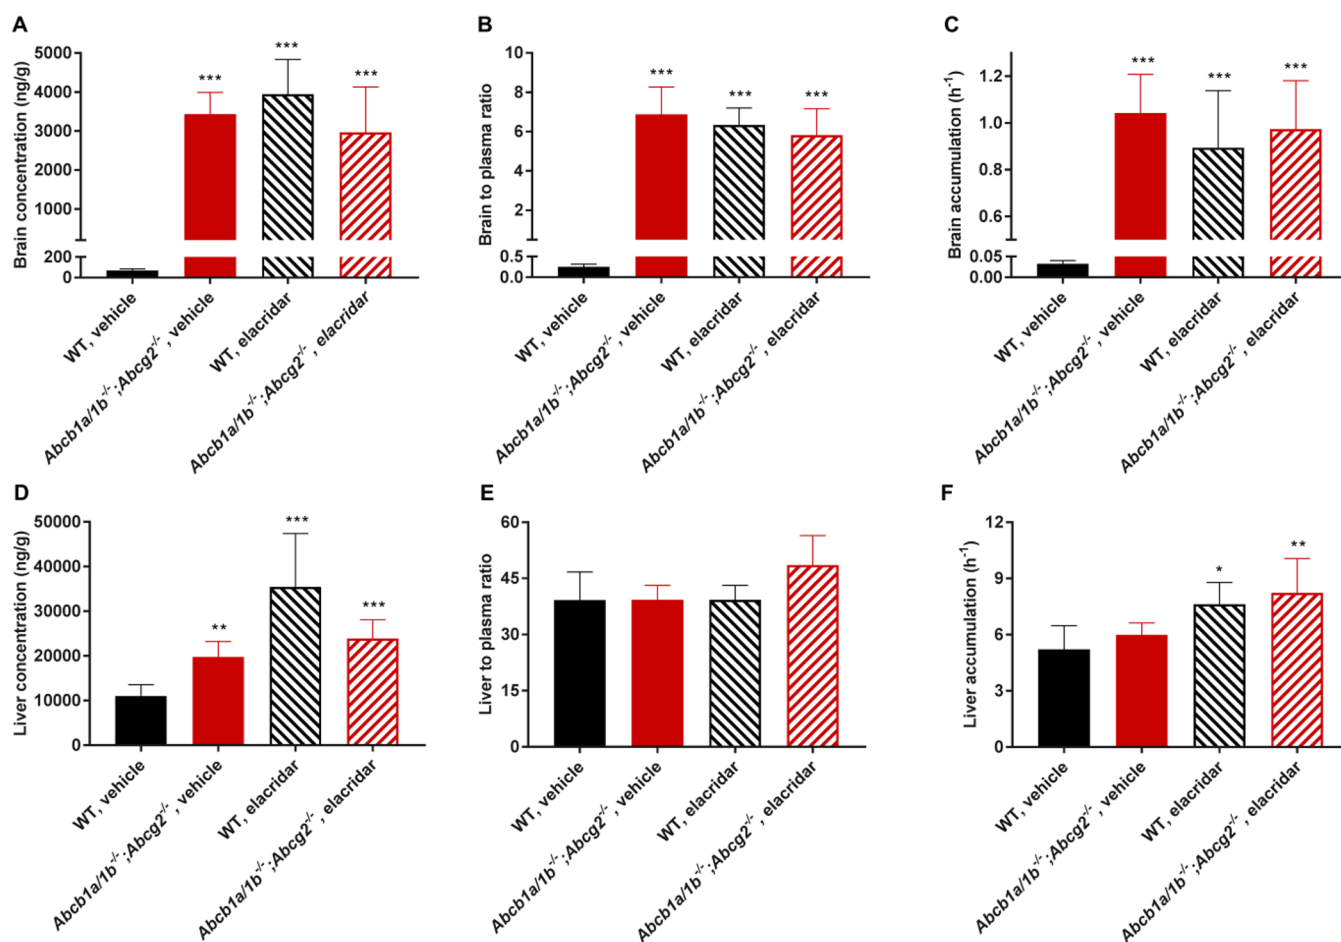 A
Brain concentration (ng/g)
5000
4000
3000
2000
1000
200
0
***
***
***
WT, vehicle
Abcb1a/1b-/-;Abcg2-/-, vehicle
WT, elacridar
Abcb1a/1b-/-;Abcg2-/-, elacridar
B
Brain to plasma ratio
10
8
6
4
2
0.5
0.0
***
***
***
WT, vehicle
Abcb1a/1b-/-;Abcg2-/-, vehicle
WT, elacridar
Abcb1a/1b-/-;Abcg2-/-, elacridar
C
Brain accumulation (h-1)
1.2
1.0
0.8
0.6
0.05
0.00
***
***
***
WT, vehicle
Abcb1a/1b-/-;Abcg2-/-, vehicle
WT, elacridar
Abcb1a/1b-/-;Abcg2-/-, elacridar
D
Liver concentration (ng/g)
50000
40000
30000
20000
10000
0
**
***
***
WT, vehicle
Abcb1a/1b-/-;Abcg2-/-, vehicle
WT, elacridar
Abcb1a/1b-/-;Abcg2-/-, elacridar
E
Liver to plasma ratio
60
45
30
15
0
WT, vehicle
Abcb1a/1b-/-;Abcg2-/-, vehicle
WT, elacridar
Abcb1a/1b-/-;Abcg2-/-, elacridar
F
Liver accumulation (h-1)
12
9
6
3
0
*
**
WT, vehicle
Abcb1a/1b-/-;Abcg2-/-, vehicle
WT, elacridar
Abcb1a/1b-/-;Abcg2-/-, elacridar